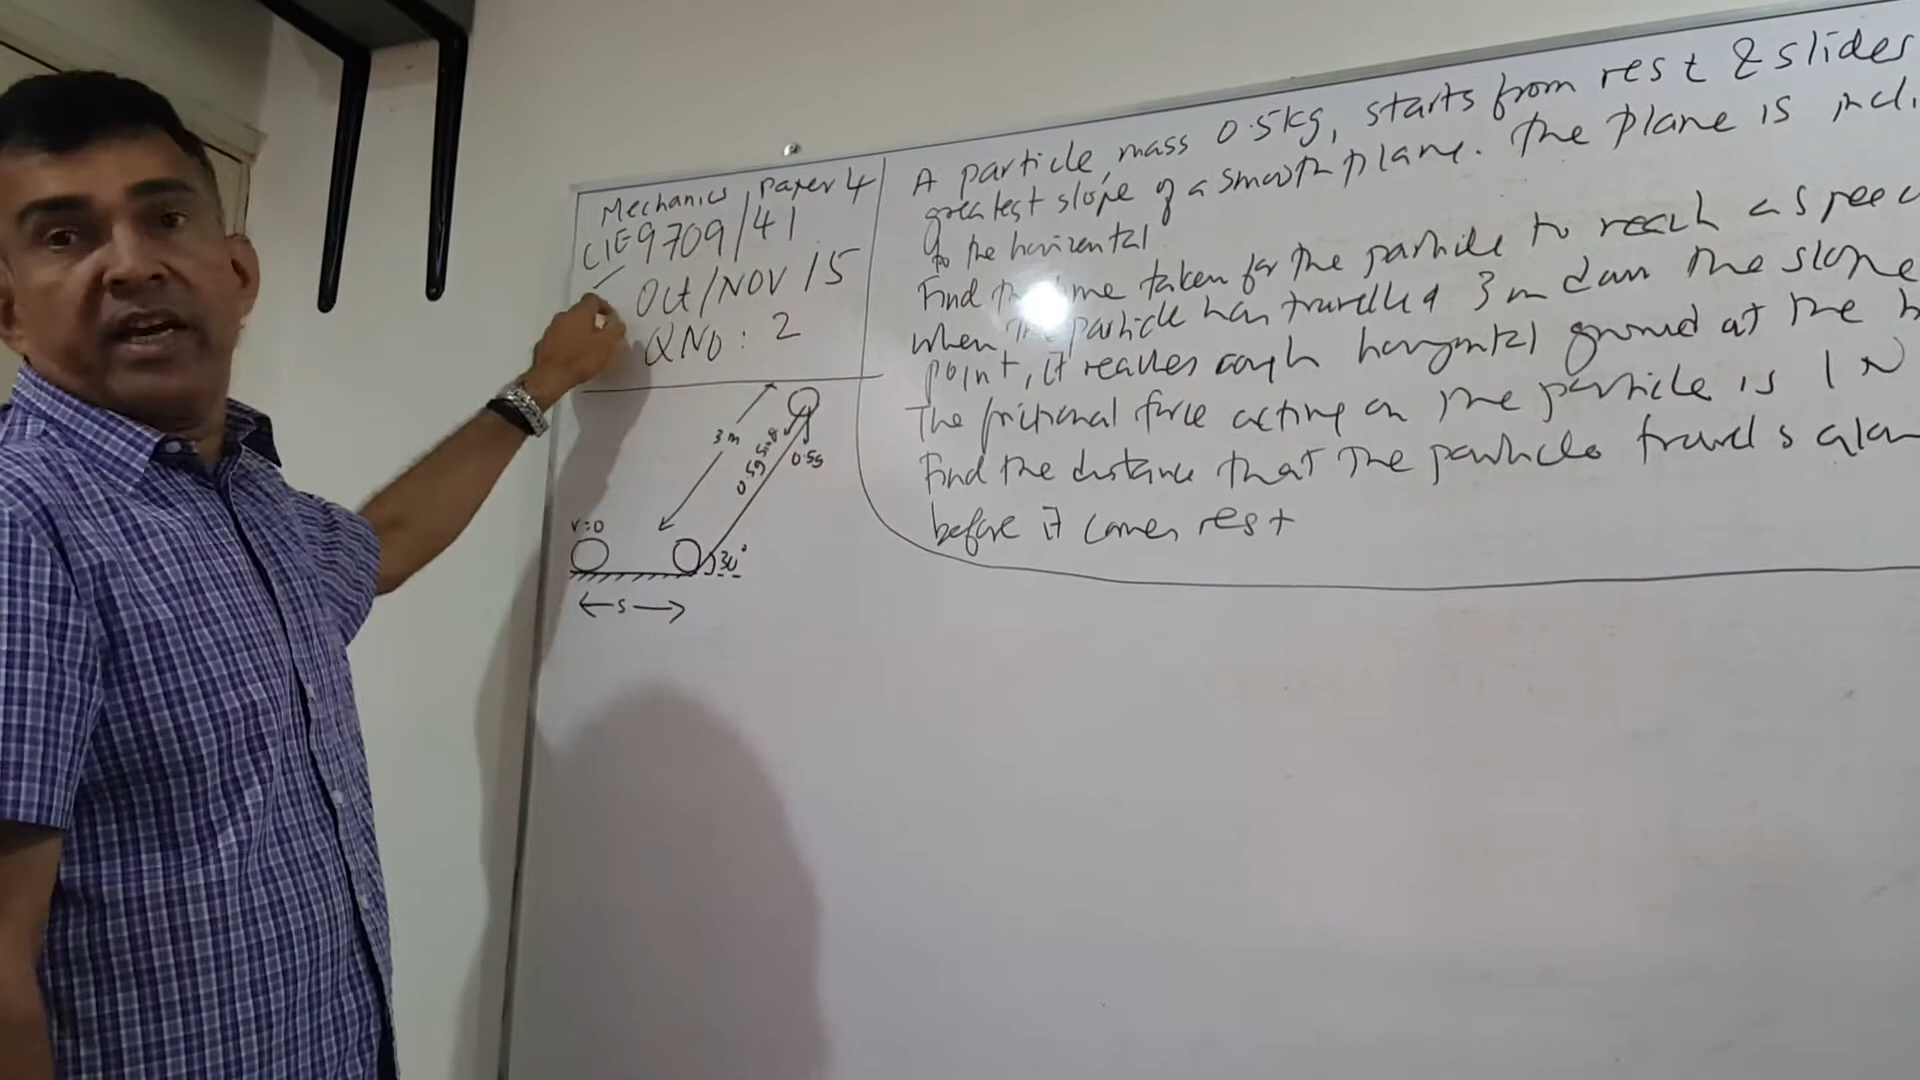 Mechanics, paper 4
CIE 9709/41
Oct/NOV /15
QNo: 2
A particle, mass 0.5kg, starts from rest & slides
greatest slope of a smooth plane. The plane is incl.
to the horizontal
Find the time taken for the particle to reach a speed
when the particle has travelled 3 m down the slope
point, it reaches rough horizontal ground at the
The frictional force acting on the particle is 1 N
Find the distance that the particle travels
before it comes rest
3 m
0.5g sin θ
0.5g
v=0
30°
s